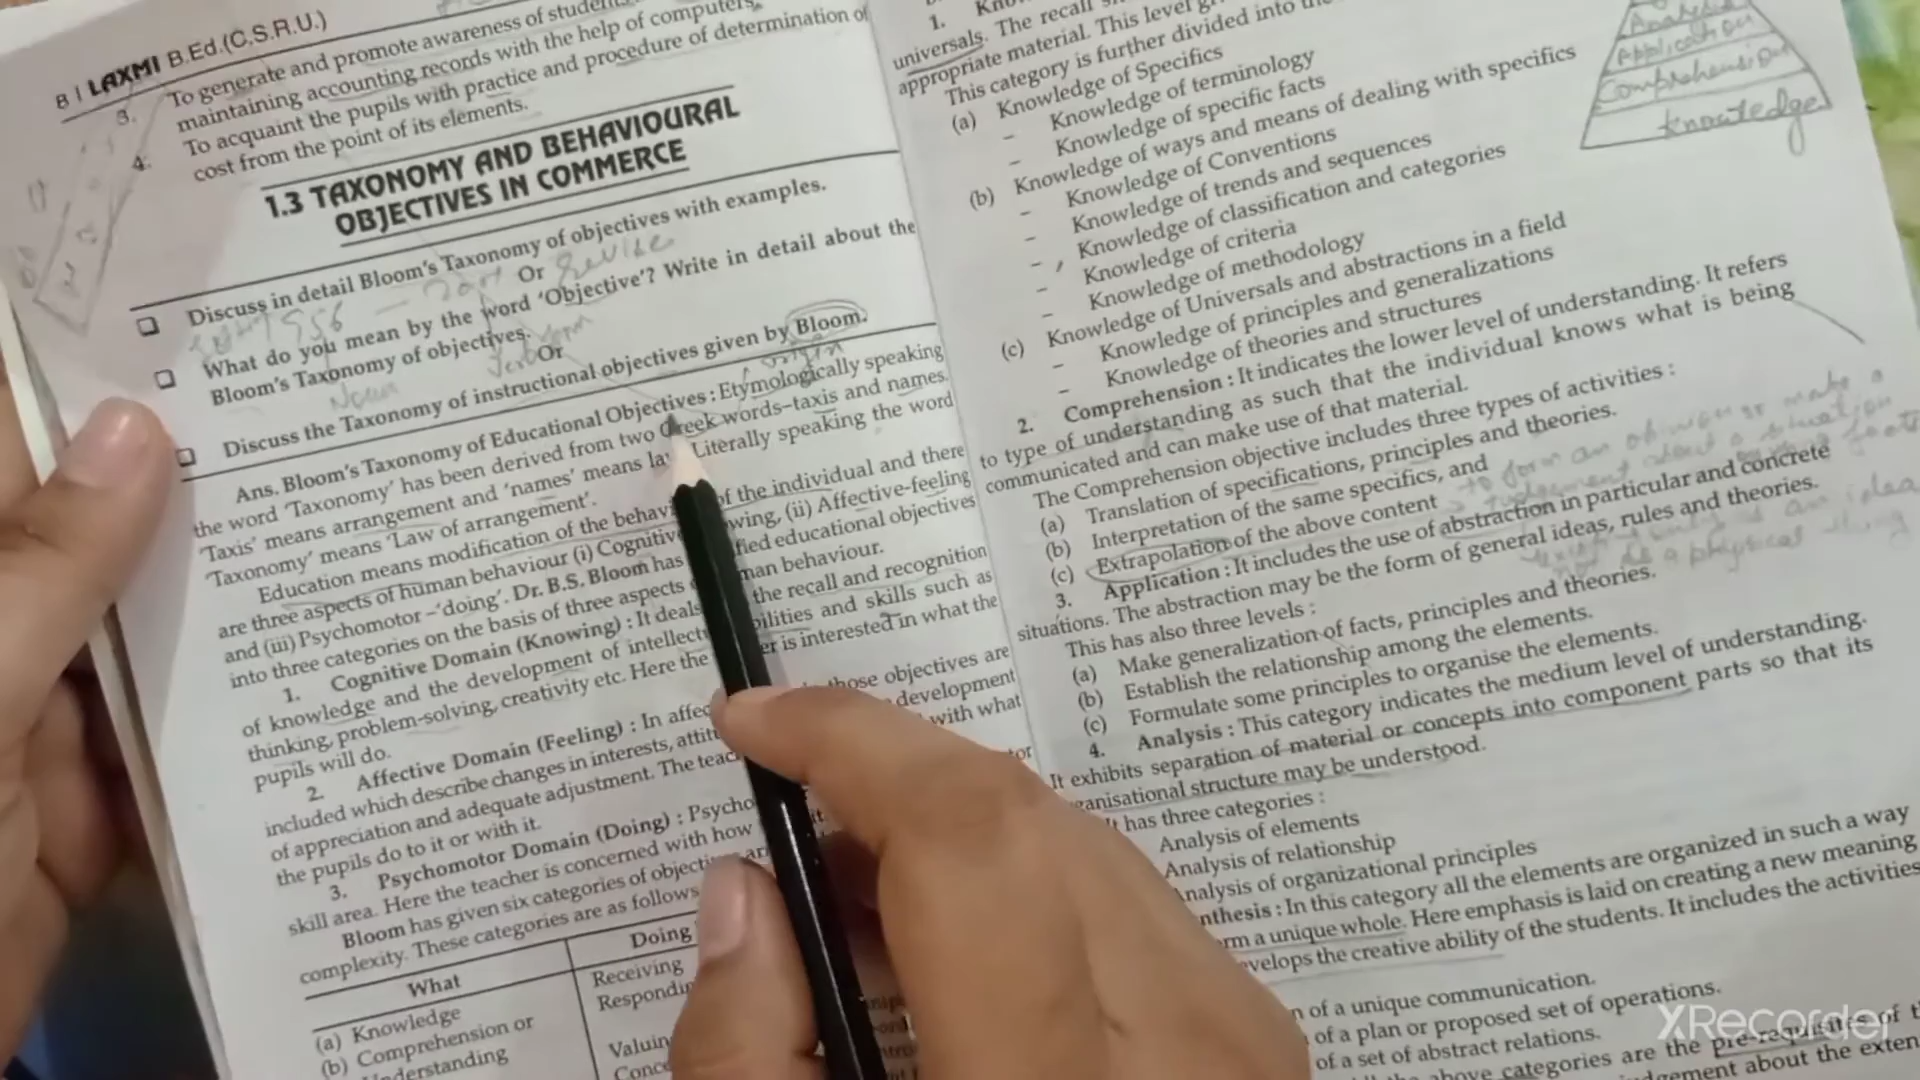 8 | LAXMI B.Ed.(C.S.R.U.)
3. To generate and promote awareness of students
maintaining accounting records with the help of computers,
4. To acquaint the pupils with practice and procedure of determination of
cost from the point of its elements.
1.3 TAXONOMY AND BEHAVIOURAL
OBJECTIVES IN COMMERCE
❑ Discuss in detail Bloom's Taxonomy of objectives with examples.
Or
1956 - 2001 Revise
❑ What do you mean by the word 'Objective'? Write in detail about the
Bloom's Taxonomy of objectives.
Or
Noun
❑ Discuss the Taxonomy of instructional objectives given by Bloom.
origin
Ans. Bloom's Taxonomy of Educational Objectives : Etymologically speaking
the word 'Taxonomy' has been derived from two Greek words–taxis and names.
'Taxis' means arrangement and 'names' means Literally speaking the word
Taxonomy' means 'Law of arrangement'.
Education means modification of the of the individual and there
are three aspects of human behaviour (i) Cognitive (ii) Affective-feeling
and (iii) Psychomotor –'doing'. Dr. B.S. Bloom has educational objectives
into three categories on the basis of three aspects behaviour.
1. Cognitive Domain (Knowing) : It deals the recall and recognition
of knowledge and the development of and skills such as
thinking, problem-solving, creativity etc. Here the is interested in what the
pupils will do.
2. Affective Domain (Feeling) : In those objectives are
included which describe changes in interests, development
of appreciation and adequate adjustment. The with what
the pupils do to it or with it.
3. Psychomotor Domain (Doing) :
skill area. Here the teacher is concerned with how
Bloom has given six categories of
complexity. These categories are as follows
What Doing
(a) Knowledge Receiving
(b) Comprehension or
Understanding
1.
universals. The recall
appropriate material. This level
This category is further divided into
(a) Knowledge of Specifics
– Knowledge of terminology
– Knowledge of specific facts
(b) Knowledge of ways and means of dealing with specifics
– Knowledge of Conventions
– Knowledge of trends and sequences
– Knowledge of classification and categories
– Knowledge of criteria
– Knowledge of methodology
(c) Knowledge of Universals and abstractions in a field
– Knowledge of principles and generalizations
– Knowledge of theories and structures
Analysis
Application
Comprehension
Knowledge
2. Comprehension : It indicates the lower level of understanding. It refers
to type of understanding as such that the individual knows what is being
communicated and can make use of that material.
The Comprehension objective includes three types of activities :
(a) Translation of specifications, principles and theories.
(b) Interpretation of the same specifics, and
(c) Extrapolation of the above content
3. Application : It includes the use of abstraction in particular and concrete
situations. The abstraction may be the form of general ideas, rules and theories.
This has also three levels :
(a) Make generalization of facts, principles and theories.
(b) Establish the relationship among the elements.
(c) Formulate some principles to organise the elements.
4. Analysis : This category indicates the medium level of understanding.
It exhibits separation of material or concepts into component parts so that its
organisational structure may be understood.
It has three categories :
Analysis of elements
Analysis of relationship
Analysis of organizational principles
In this category all the elements are organized in such a way
a unique whole. Here emphasis is laid on creating a new meaning
the creative ability of the students. It includes the activities
of a unique communication.
of a plan or proposed set of operations.
of a set of abstract relations.
above categories are the pre-requisites of
about the
XRecorder